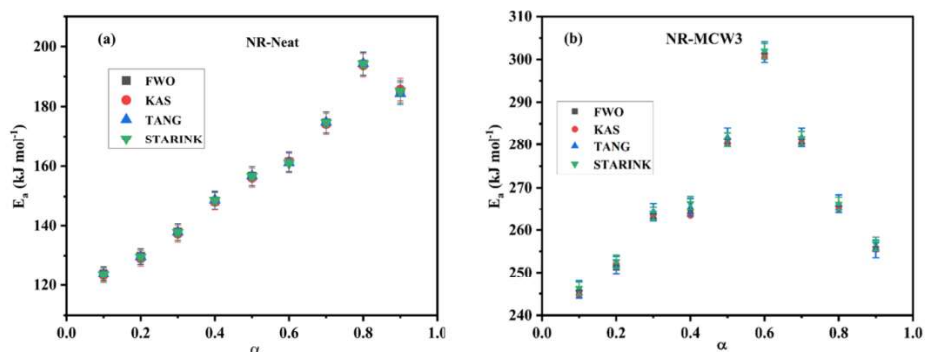 (a) NR-Neat
FWO
KAS
TANG
STARINK
Eₐ (kJ mol⁻¹)
200
180
160
140
120
0.0 0.2 0.4 0.6 0.8 1.0
α
(b) NR-MCW3
FWO
KAS
TANG
STARINK
Eₐ (kJ mol⁻¹)
310
300
290
280
270
260
250
240
0.0 0.2 0.4 0.6 0.8 1.0
α